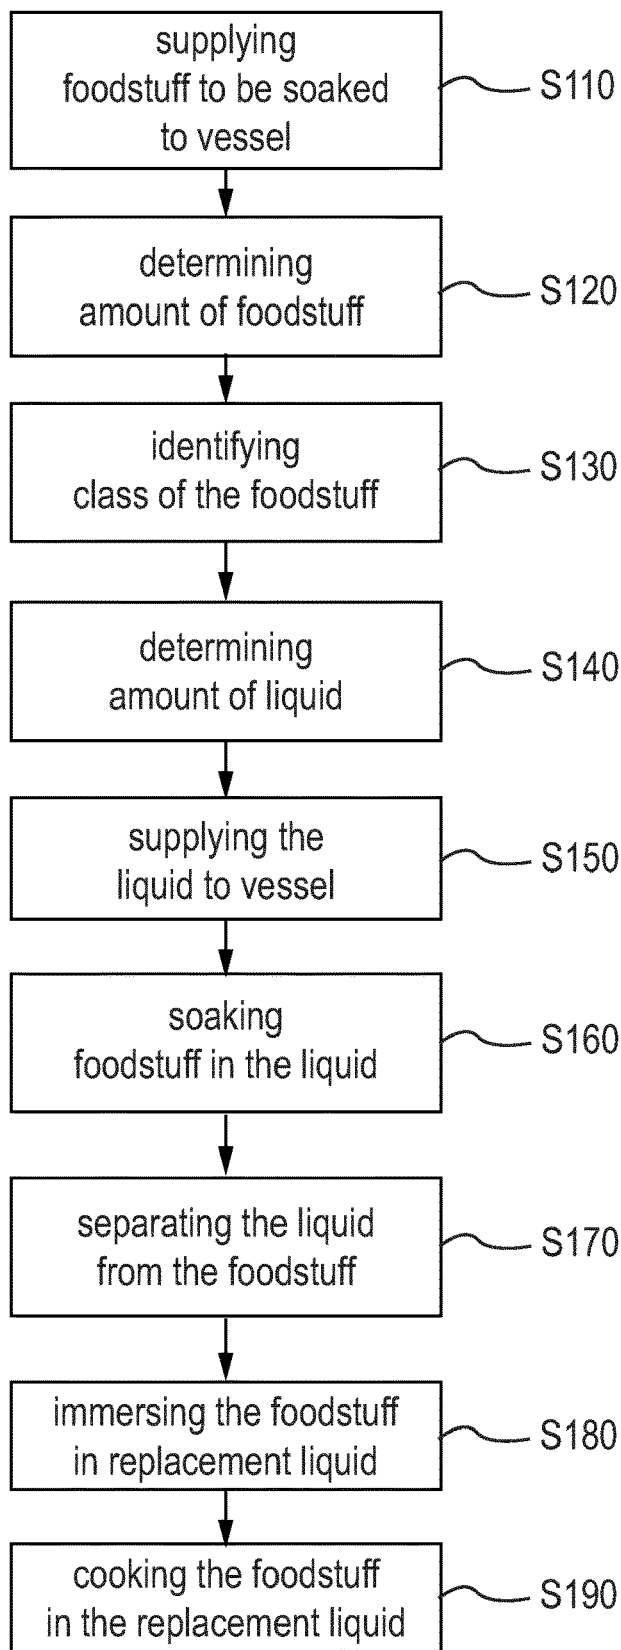 supplying
foodstuff to be soaked
to vessel
S110
determining
amount of foodstuff
S120
identifying
class of the foodstuff
S130
determining
amount of liquid
S140
supplying the
liquid to vessel
S150
soaking
foodstuff in the liquid
S160
separating the liquid
from the foodstuff
S170
immersing the foodstuff
in replacement liquid
S180
cooking the foodstuff
in the replacement liquid
S190